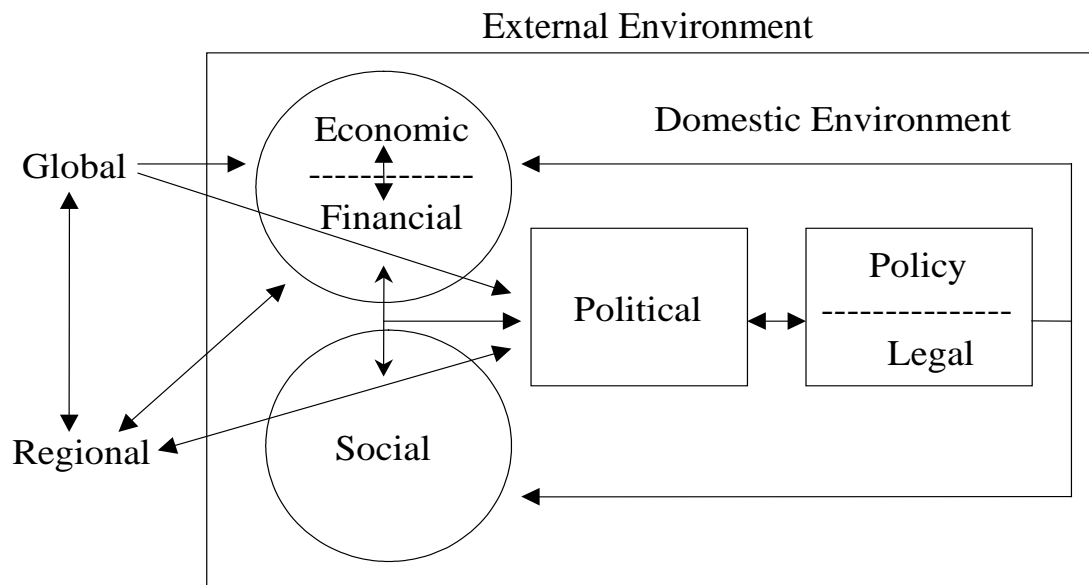 External Environment
Domestic Environment
Economic
Global
Financial
Policy
Political
Legal
Social
Regional